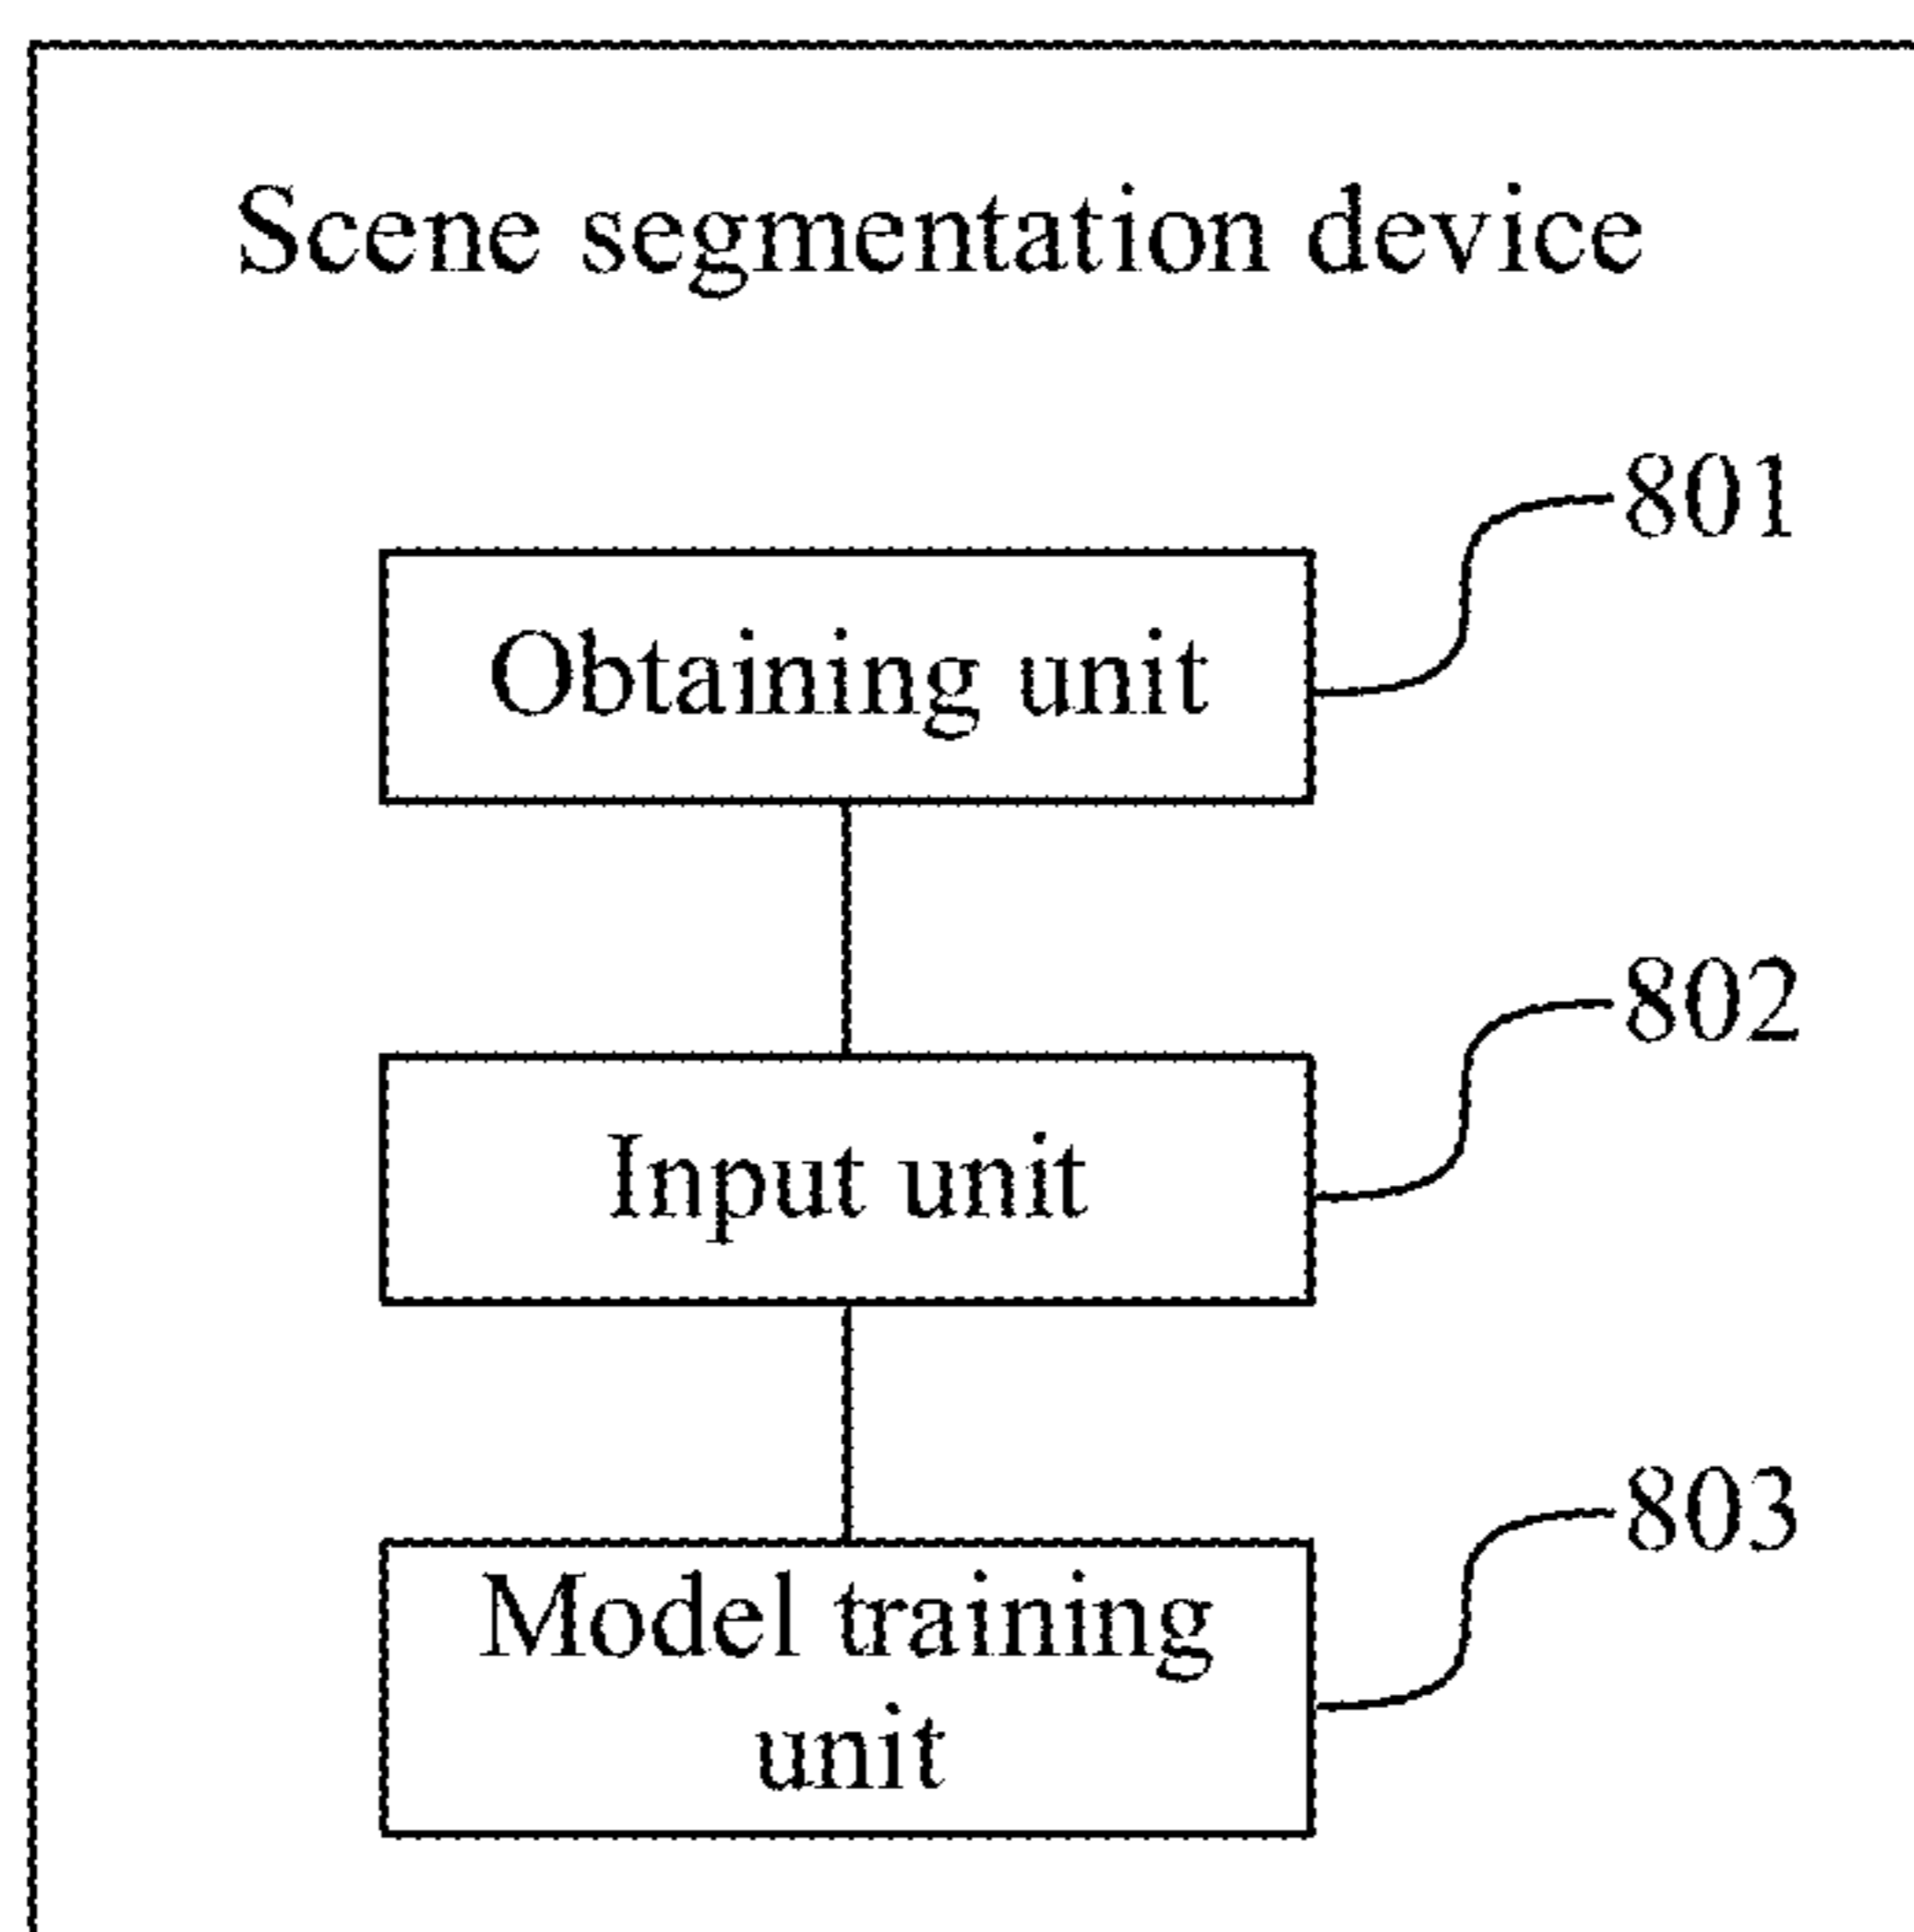 Scene segmentation device
801
Obtaining unit
802
Input unit
803
Model training
unit